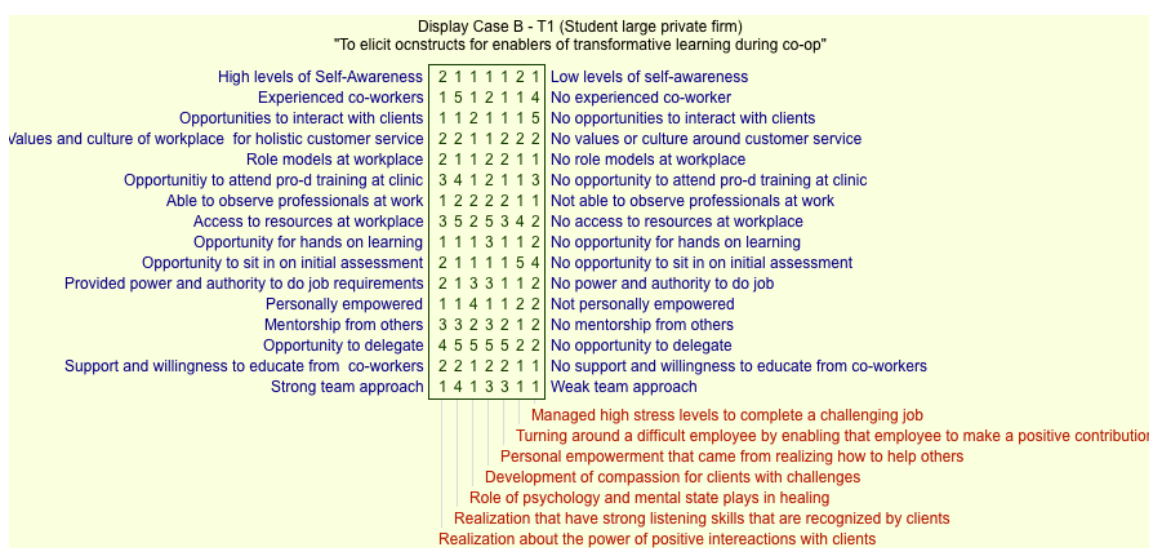 Display Case B - T1 (Student large private firm)
"To elicit ocnstructs for enablers of transformative learning during co-op"
High levels of Self-Awareness 2 1 1 1 1 2 1 Low levels of self-awareness
Experienced co-workers 1 5 1 2 1 1 4 No experienced co-worker
Opportunities to interact with clients 1 1 2 1 1 1 5 No opportunities to interact with clients
Values and culture of workplace for holistic customer service 2 2 1 1 2 2 2 No values or culture around customer service
Role models at workplace 2 1 1 2 2 1 1 No role models at workplace
Opportunitiy to attend pro-d training at clinic 3 4 1 2 1 1 3 No opportunity to attend pro-d training at clinic
Able to observe professionals at work 1 2 2 2 2 1 1 Not able to observe professionals at work
Access to resources at workplace 3 5 2 5 3 4 2 No access to resources at workplace
Opportunity for hands on learning 1 1 1 3 1 1 2 No opportunity for hands on learning
Opportunity to sit in on initial assessment 2 1 1 1 1 5 4 No opportunity to sit in on initial assessment
Provided power and authority to do job requirements 2 1 3 3 1 1 2 No power and authority to do job
Personally empowered 1 1 4 1 1 2 2 Not personally empowered
Mentorship from others 3 3 2 3 2 1 2 No mentorship from others
Opportunity to delegate 4 5 5 5 5 2 2 No opportunity to delegate
Support and willingness to educate from co-workers 2 2 1 2 2 1 1 No support and willingness to educate from co-workers
Strong team approach 1 4 1 3 3 1 1 Weak team approach
Managed high stress levels to complete a challenging job
Turning around a difficult employee by enabling that employee to make a positive contribution
Personal empowerment that came from realizing how to help others
Development of compassion for clients with challenges
Role of psychology and mental state plays in healing
Realization that have strong listening skills that are recognized by clients
Realization about the power of positive intereactions with clients